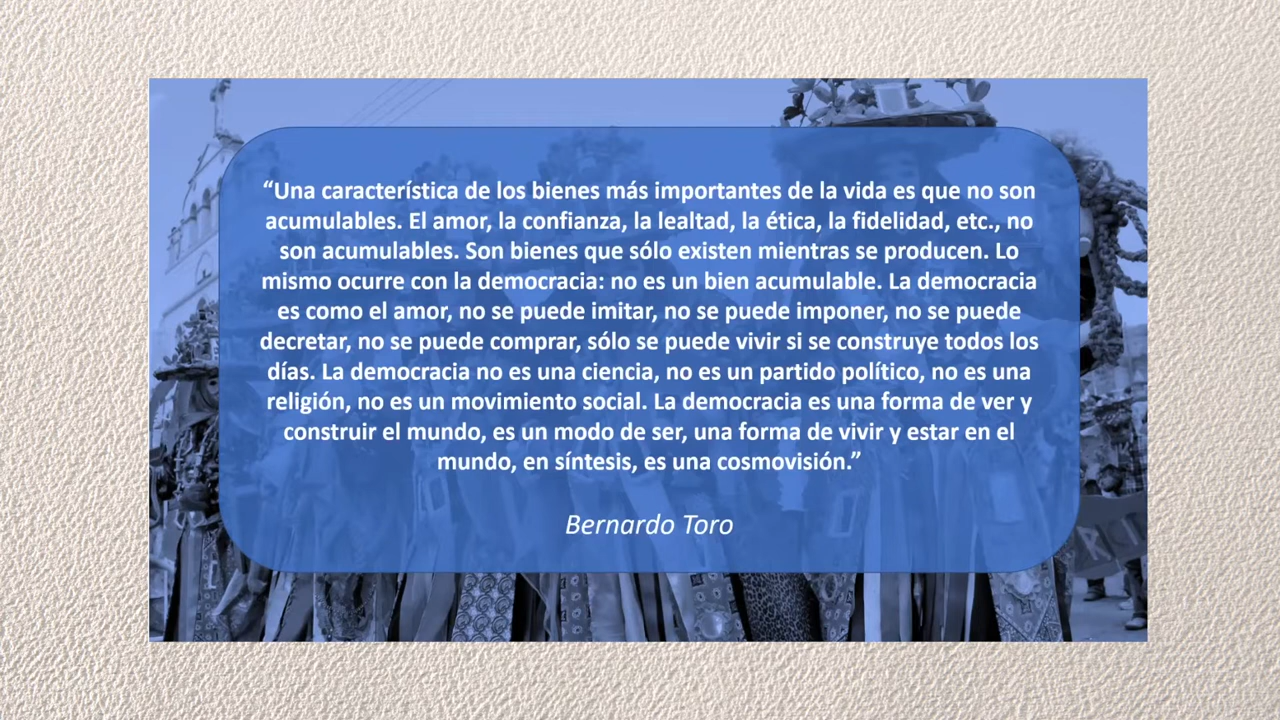 “Una característica de los bienes más importantes de la vida es que no son
acumulables. El amor, la confianza, la lealtad, la ética, la fidelidad, etc., no
son acumulables. Son bienes que sólo existen mientras se producen. Lo
mismo ocurre con la democracia: no es un bien acumulable. La democracia
es como el amor, no se puede imitar, no se puede imponer, no se puede
decretar, no se puede comprar, sólo se puede vivir si se construye todos los
días. La democracia no es una ciencia, no es un partido político, no es una
religión, no es un movimiento social. La democracia es una forma de ver y
construir el mundo, es un modo de ser, una forma de vivir y estar en el
mundo, en síntesis, es una cosmovisión.”
Bernardo Toro